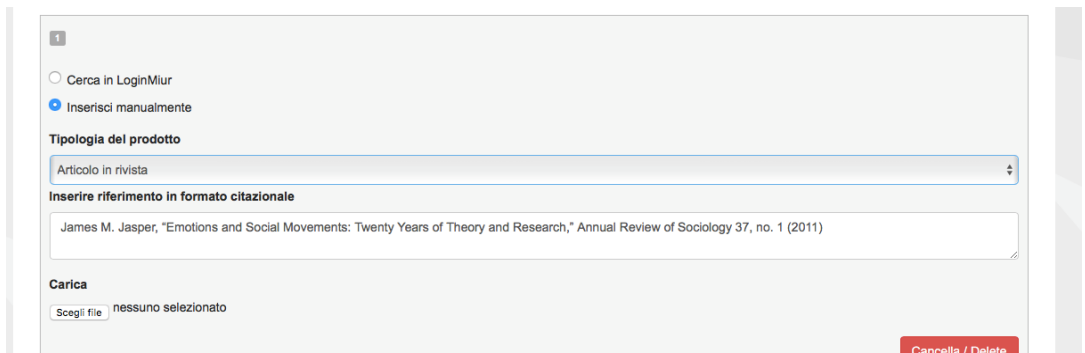 1
Cerca in LoginMiur
Inserisci manualmente
Tipologia del prodotto
Articolo in rivista
Inserire riferimento in formato citazionale
James M. Jasper, "Emotions and Social Movements: Twenty Years of Theory and Research," Annual Review of Sociology 37, no. 1 (2011)
Carica
Scegli file nessuno selezionato
Cancella / Delete